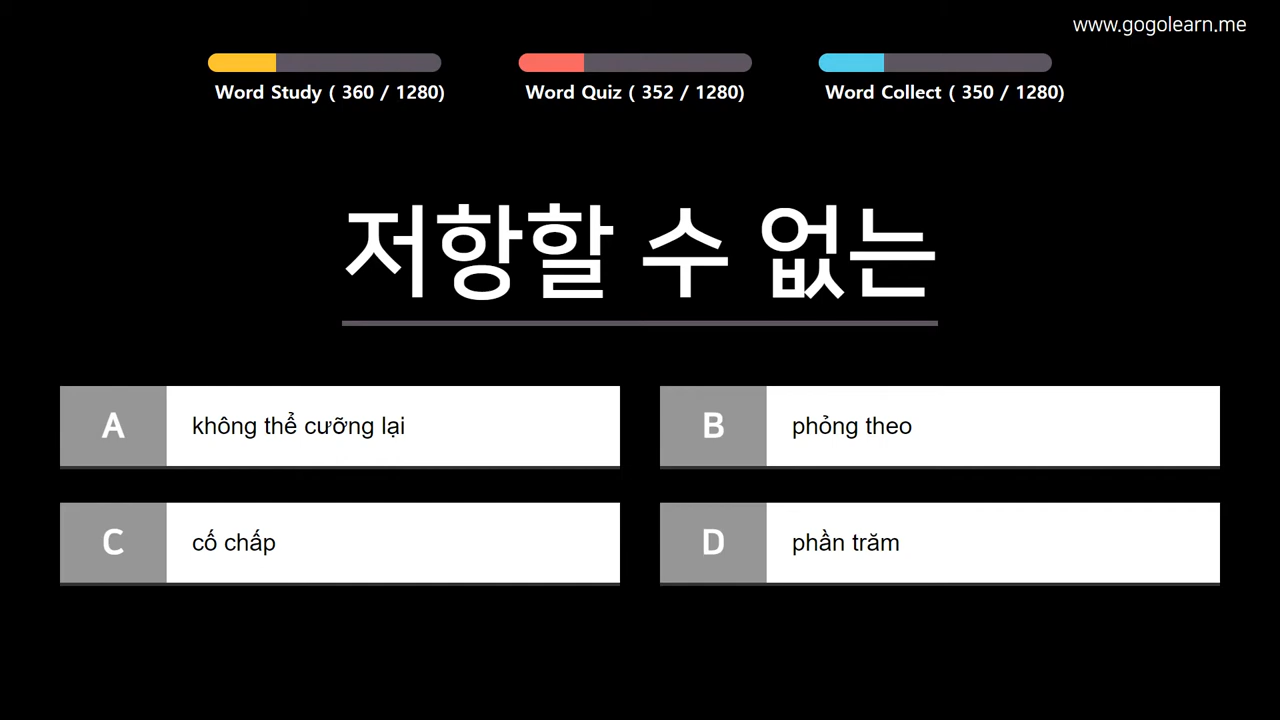 www.gogolearn.me
Word Study ( 360 / 1280)
Word Quiz ( 352 / 1280)
Word Collect ( 350 / 1280)
저항할 수 없는
A
không thể cưỡng lại
B
phỏng theo
C
cố chấp
D
phần trăm